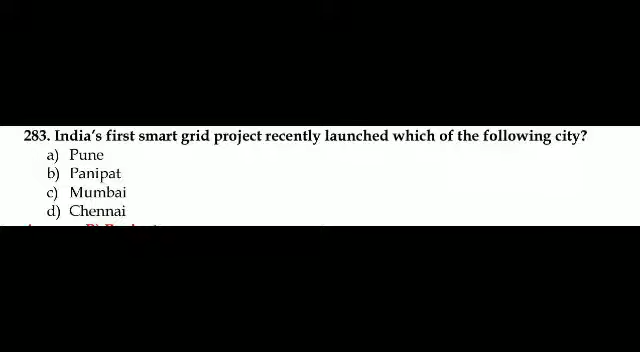 283. India's first smart grid project recently launched which of the following city?
a) Pune
b) Panipat
c) Mumbai
d) Chennai